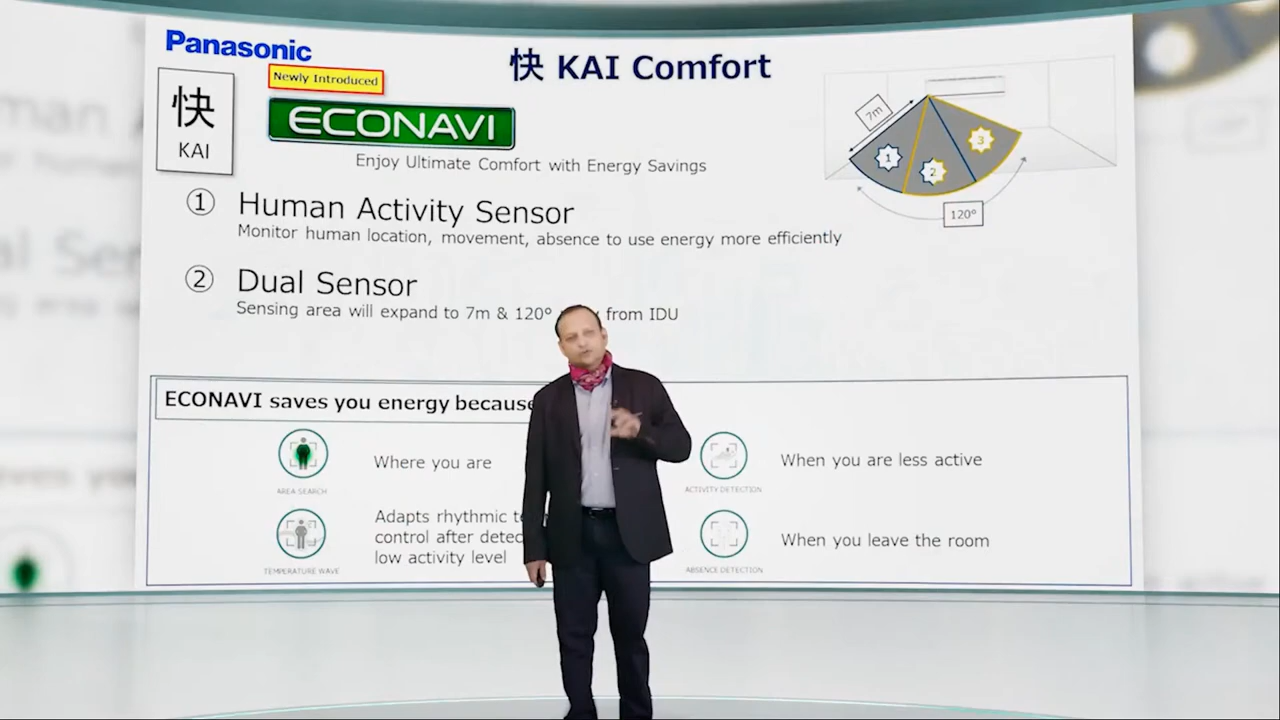 Panasonic
快 KAI Comfort
Newly Introduced
快
KAI
ECONAVI
Enjoy Ultimate Comfort with Energy Savings
7m
1
2
3
120°
① Human Activity Sensor
Monitor human location, movement, absence to use energy more efficiently
② Dual Sensor
Sensing area will expand to 7m & 120° from IDU
ECONAVI saves you energy because
AREA SEARCH
Where you are
ACTIVITY DETECTION
When you are less active
TEMPERATURE WAVE
Adapts rhythmic
control after
low activity level
ABSENCE DETECTION
When you leave the room